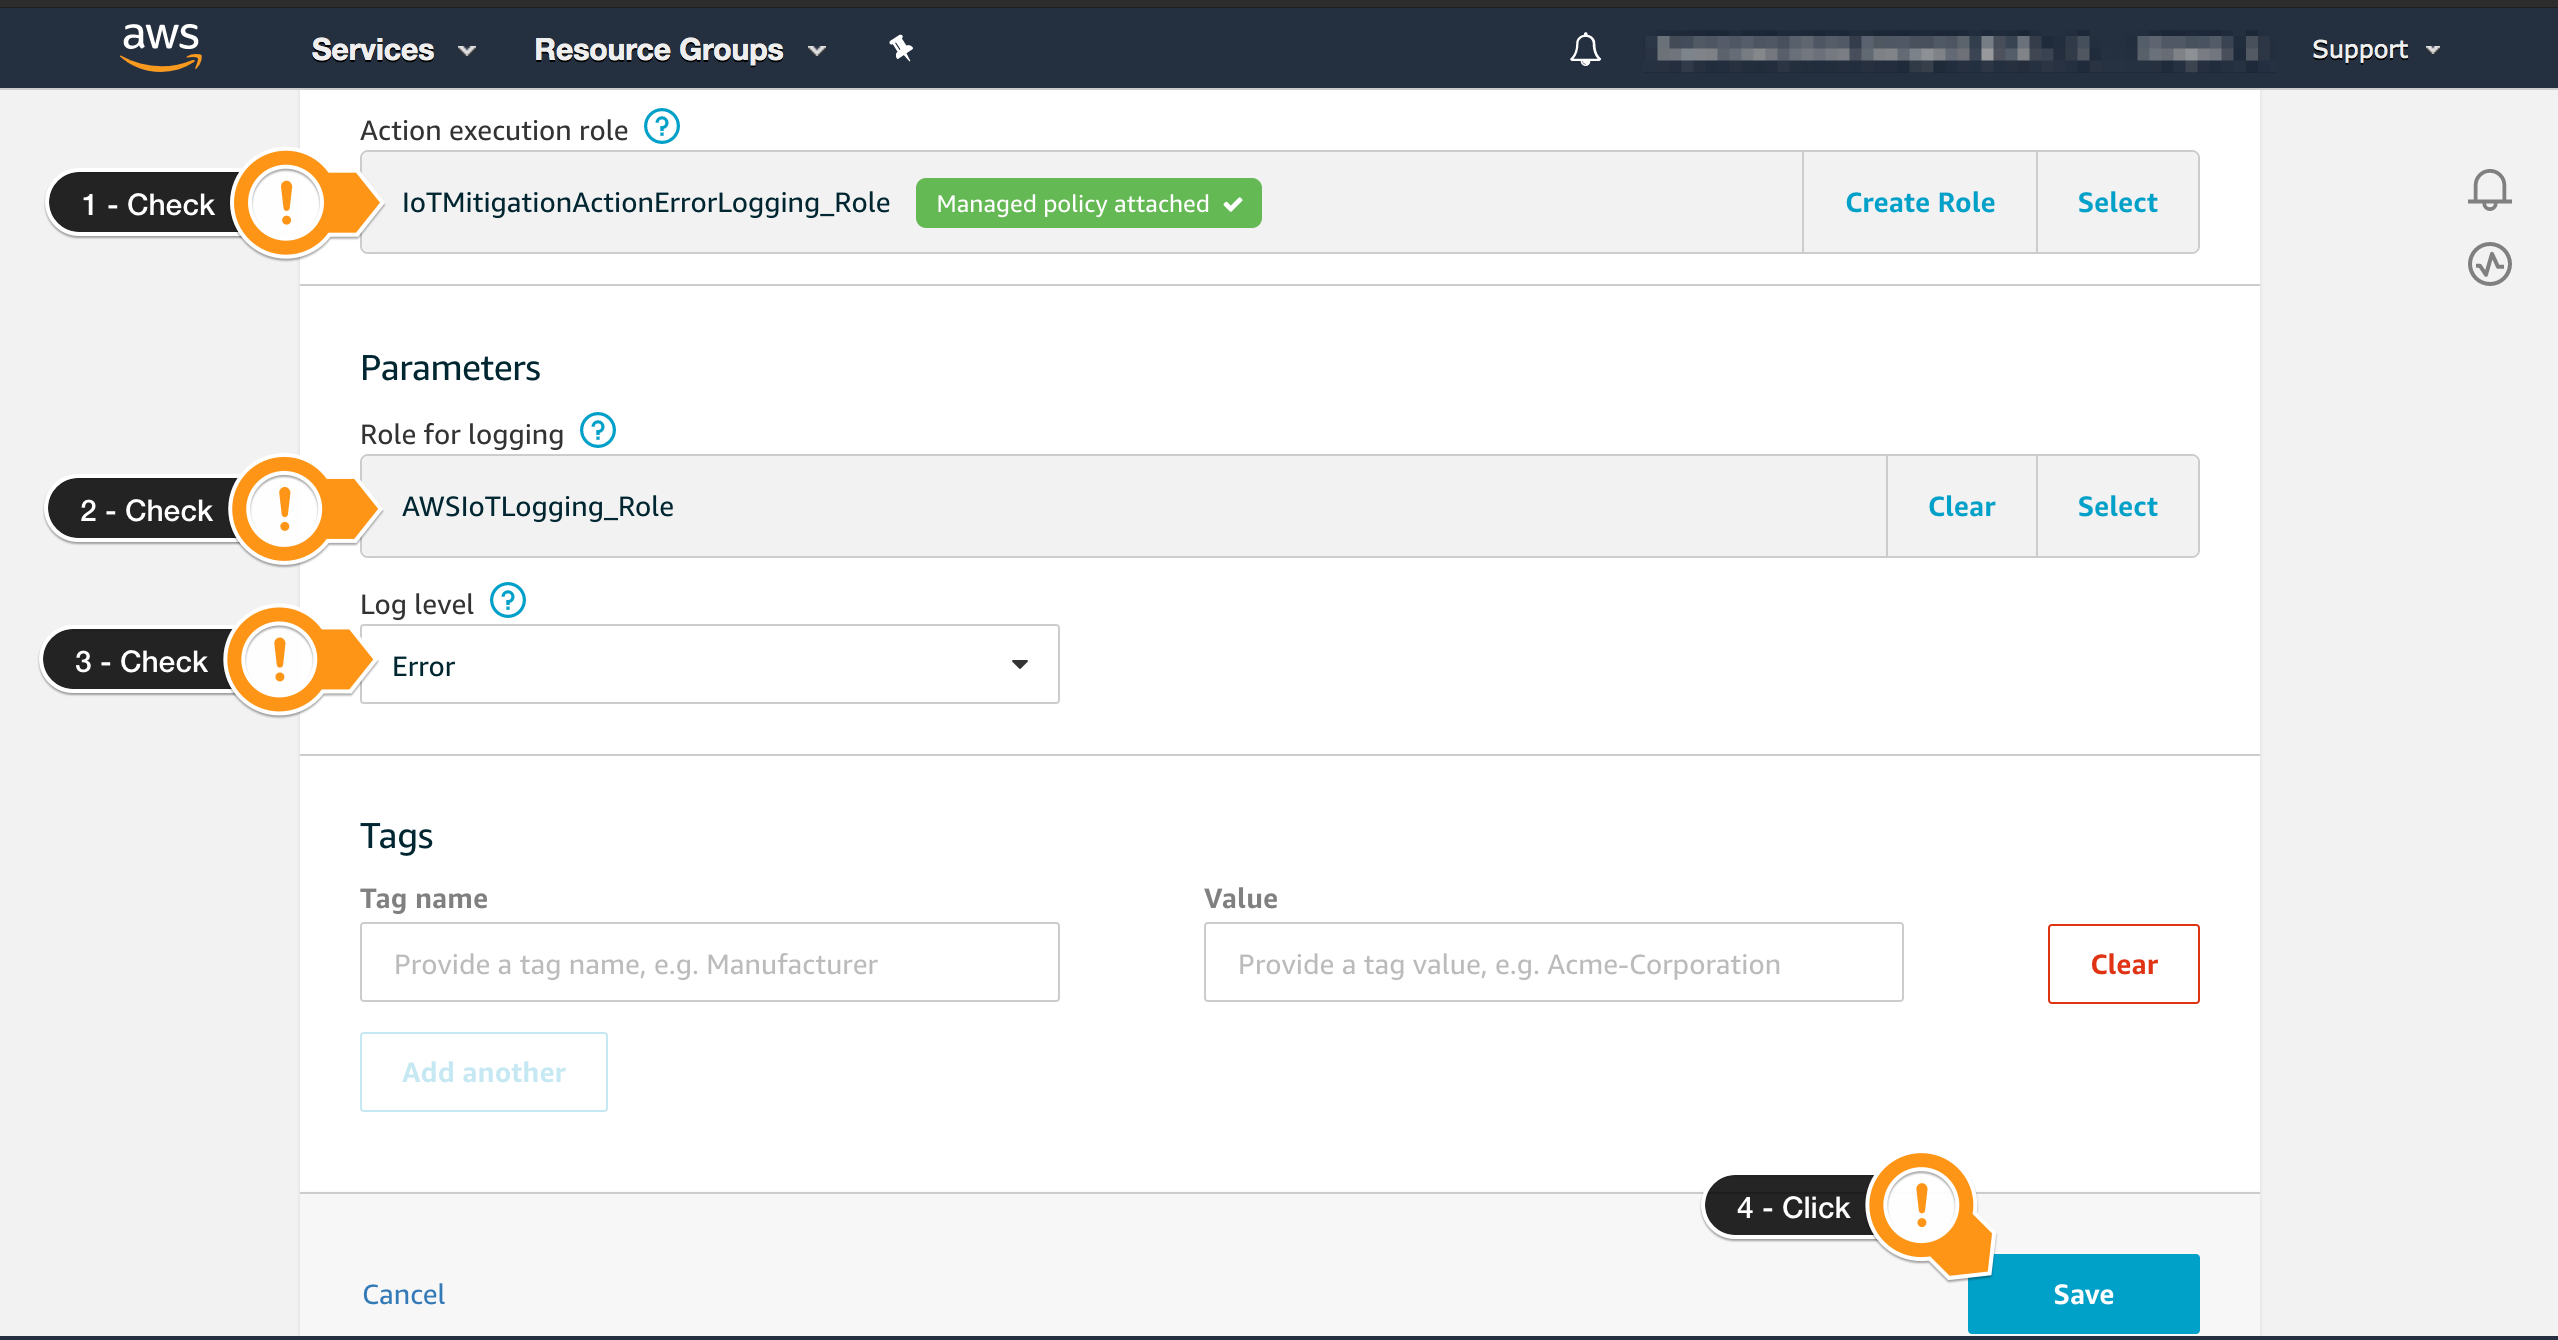 aws Services Resource Groups Support
Action execution role ?
1 - Check ! IoTMitigationActionErrorLogging_Role Managed policy attached Create Role Select
Parameters
Role for logging ?
2 - Check ! AWSIoTLogging_Role Clear Select
Log level ?
3 - Check ! Error
Tags
Tag name Value
Provide a tag name, e.g. Manufacturer Provide a tag value, e.g. Acme-Corporation Clear
Add another
4 - Click !
Cancel Save